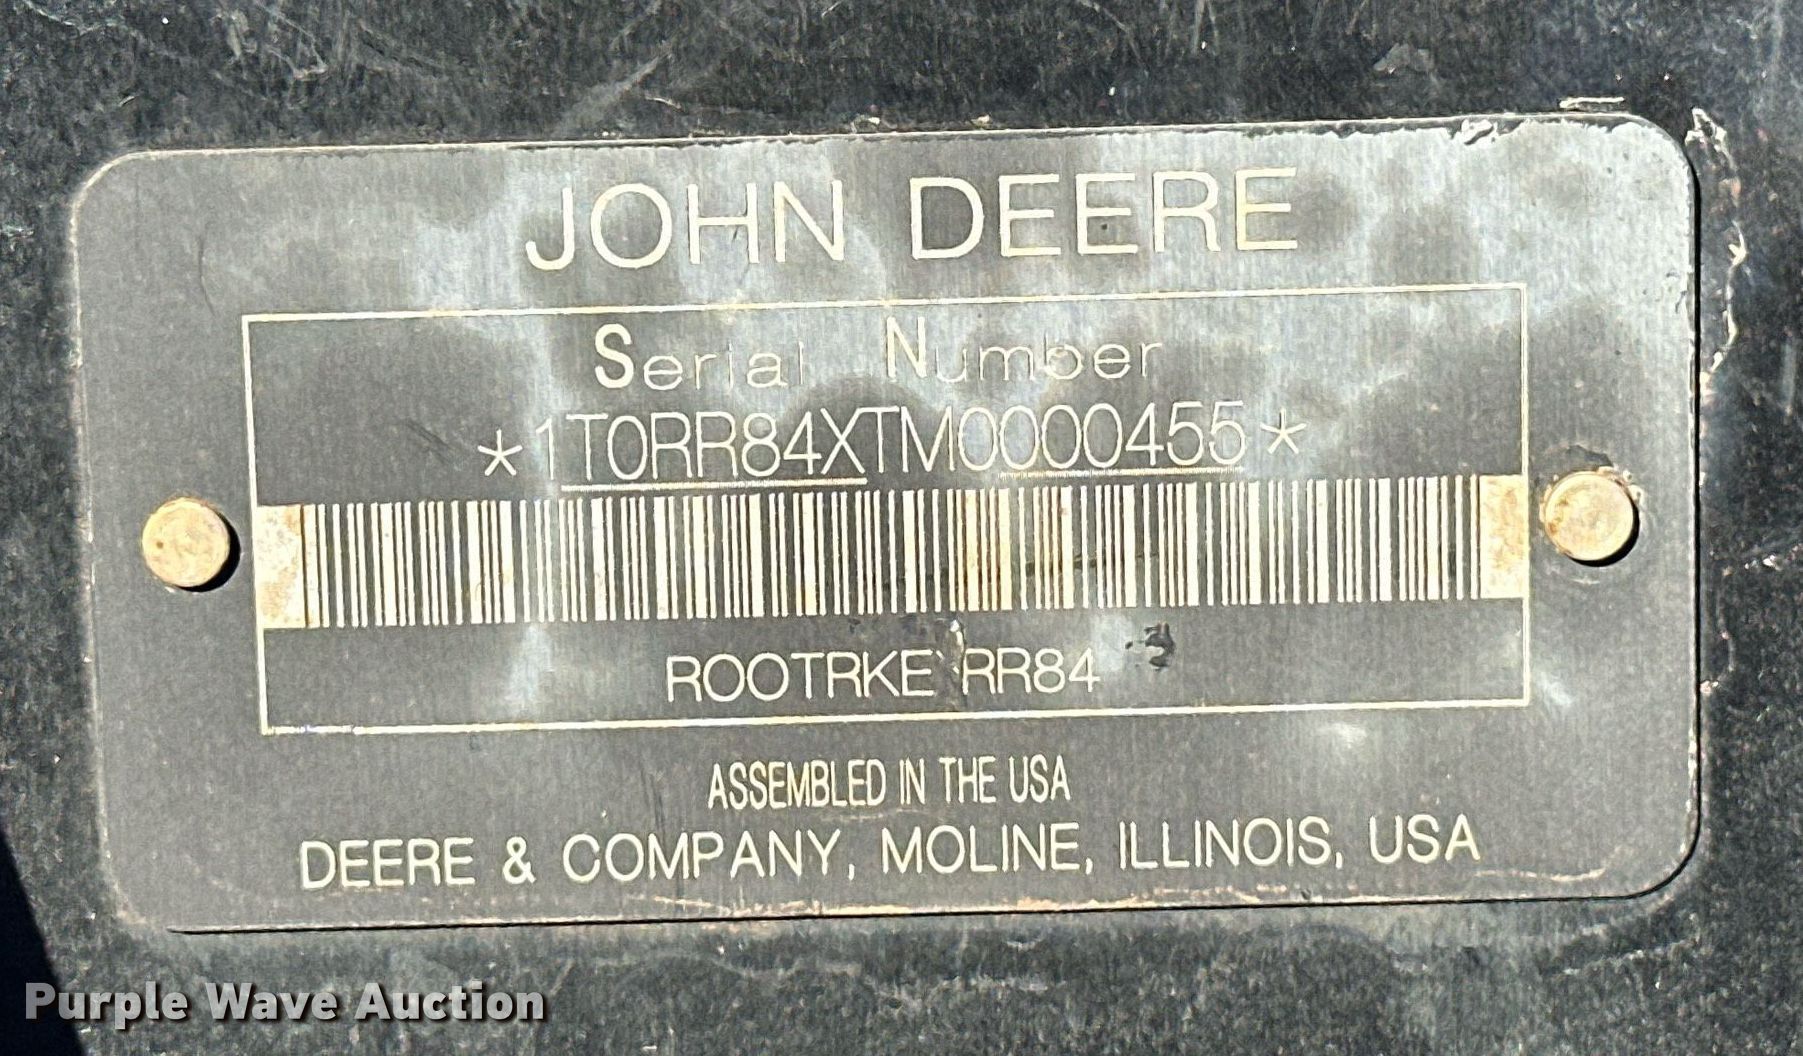 JOHN DEERE
Serial Number
*1T0RR84XTM0000455*
ROOTRKE RR84
ASSEMBLED IN THE USA
DEERE & COMPANY, MOLINE, ILLINOIS, USA
Purple Wave Auction